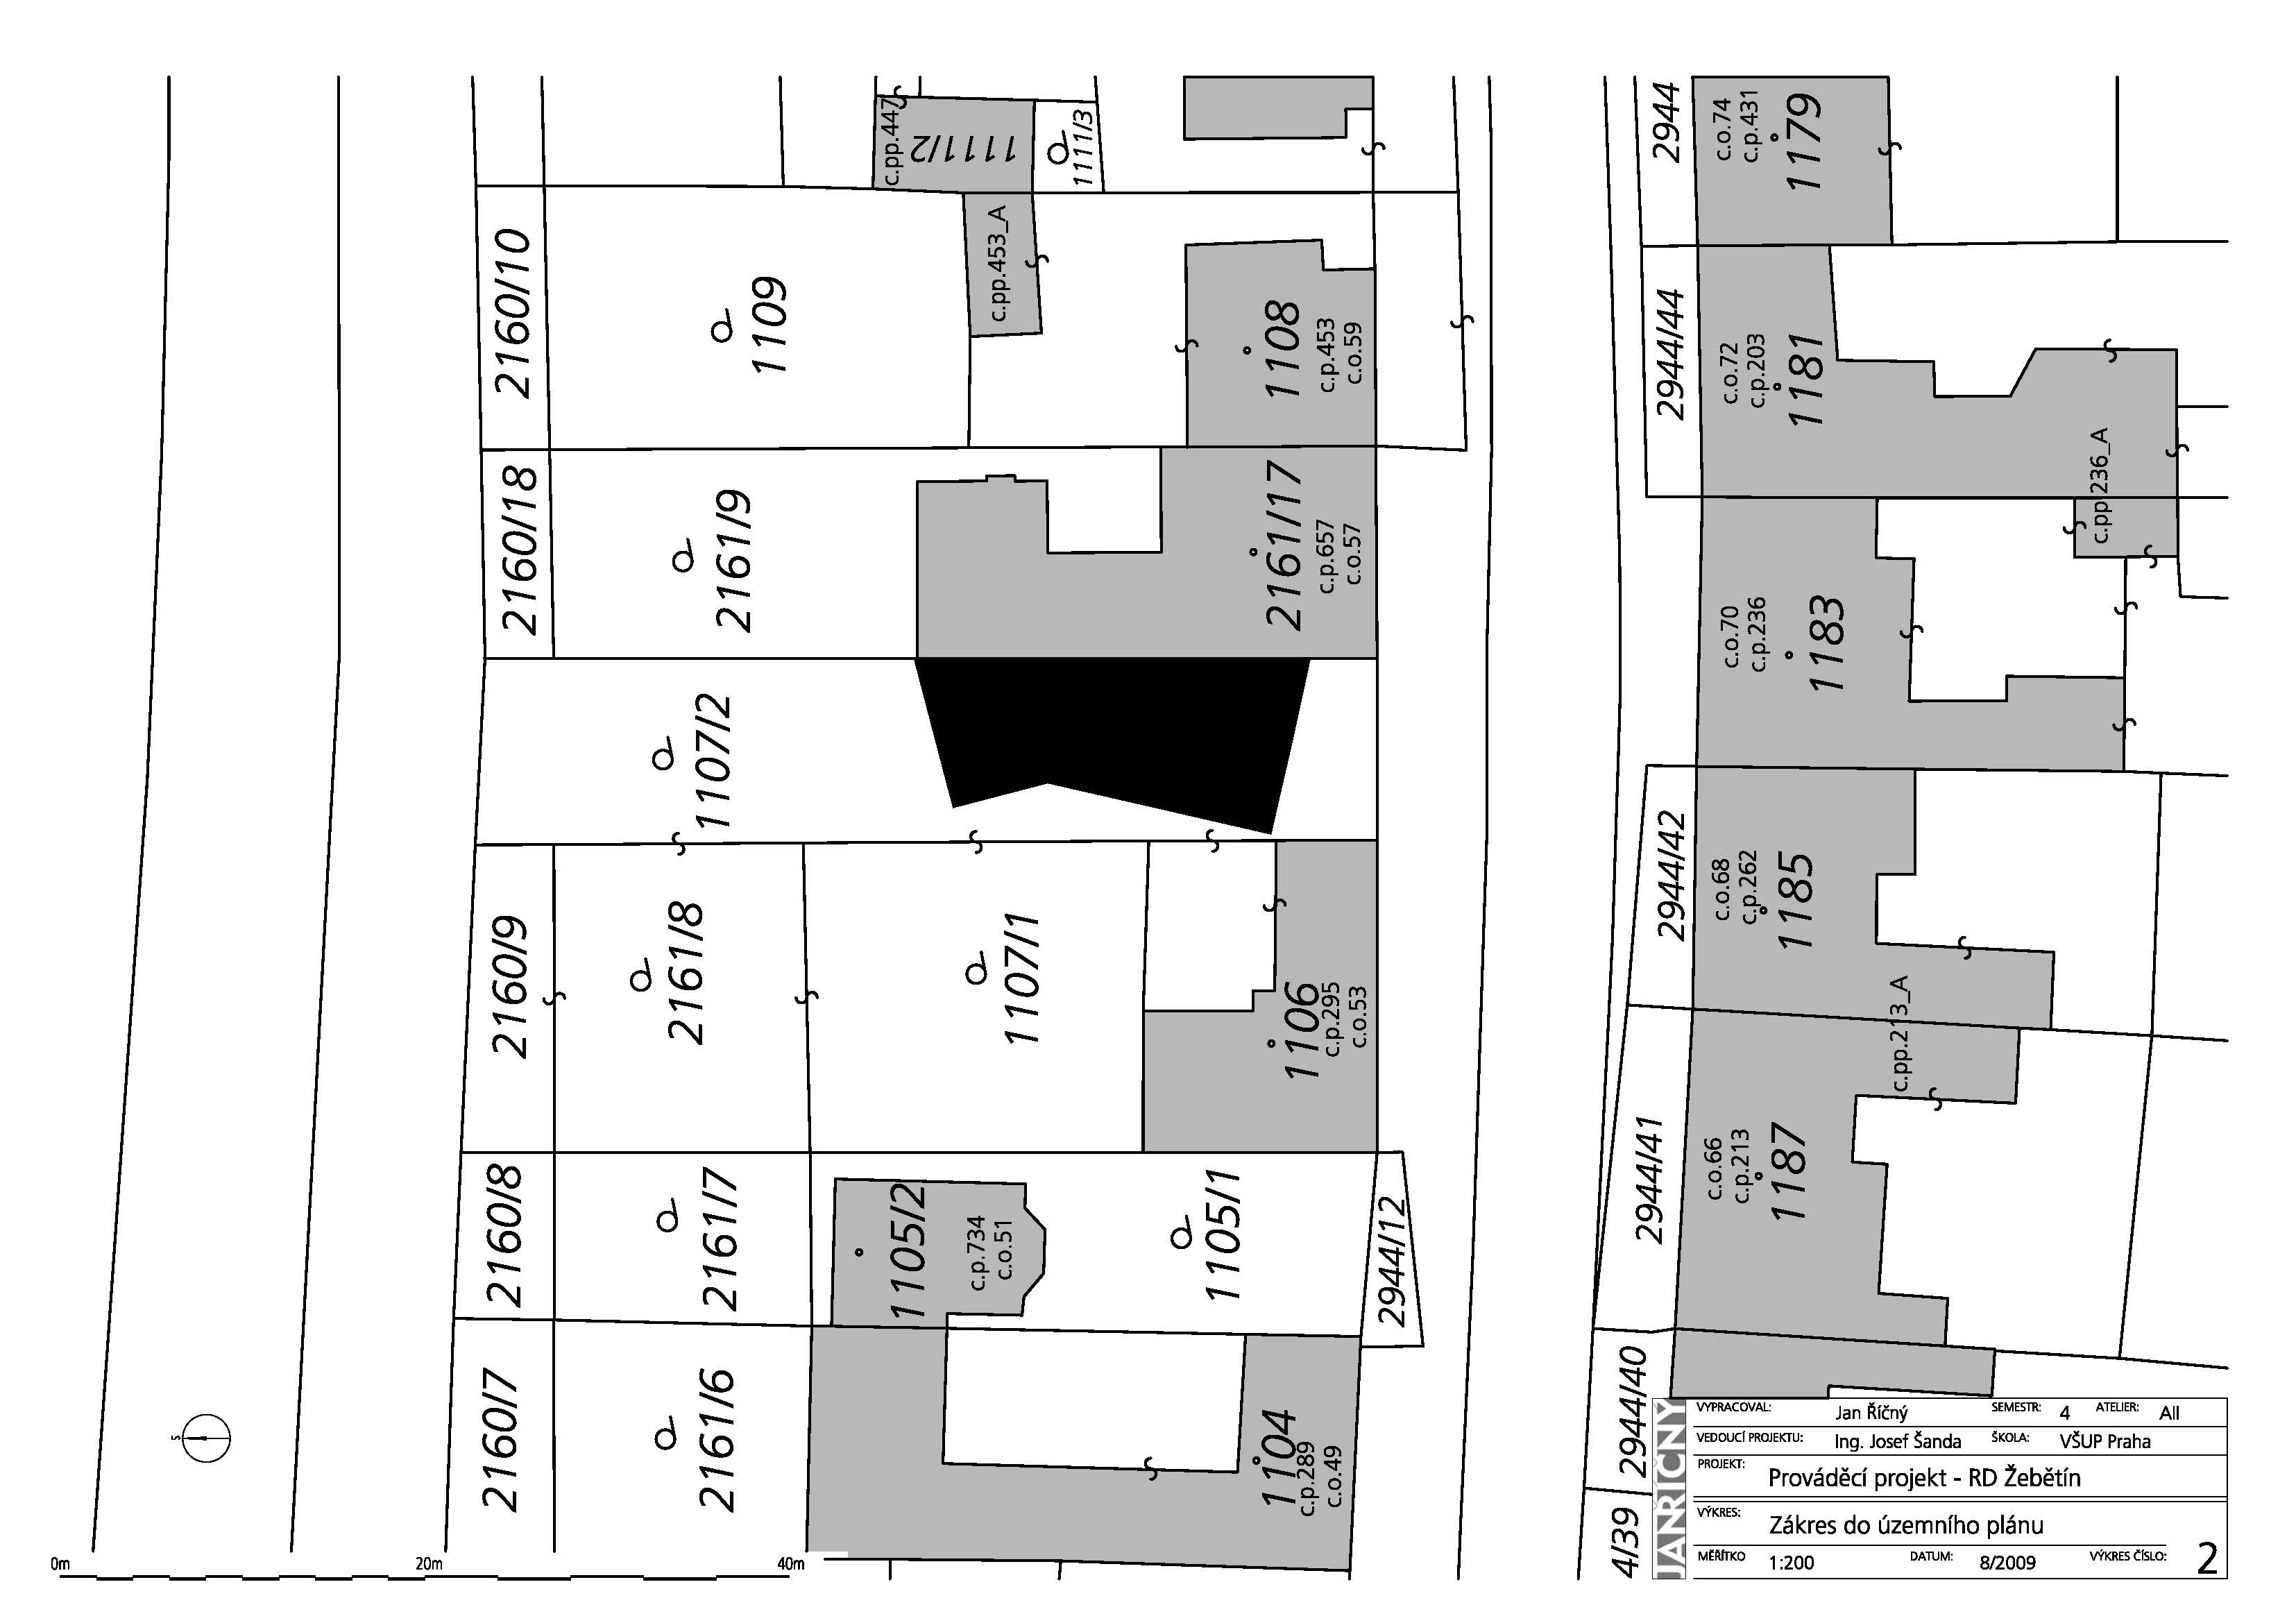 2160/10
1109
c.pp.447
1111/2
1111/3
c.pp.453_A
1108
c.p.453
c.o.59
2160/18
2161/9
2161/17
c.p.657
c.o.57
1107/2
2160/9
2161/8
1107/1
1106
c.p.295
c.o.53
2160/8
2161/7
1105/2
c.p.734
c.o.51
1105/1
2944/12
2160/7
2161/6
1104
c.p.289
c.o.49
2944
c.o.74
c.p.431
1179
2944/44
c.o.72
c.p.203
1181
c.pp.236_A
c.o.70
c.p.236
1183
2944/42
c.o.68
c.p.262
1185
c.pp.213_A
2944/41
c.o.66
c.p.213
1187
2944/40
4/39
S
0m 20m 40m
JAN ŘÍČNÝ
VYPRACOVAL: Jan Říčný SEMESTR: 4 ATELIER: AII
VEDOUCÍ PROJEKTU: Ing. Josef Šanda ŠKOLA: VŠUP Praha
PROJEKT: Prováděcí projekt - RD Žebětín
VÝKRES: Zákres do územního plánu
MĚŘÍTKO 1:200 DATUM: 8/2009 VÝKRES ČÍSLO: 2